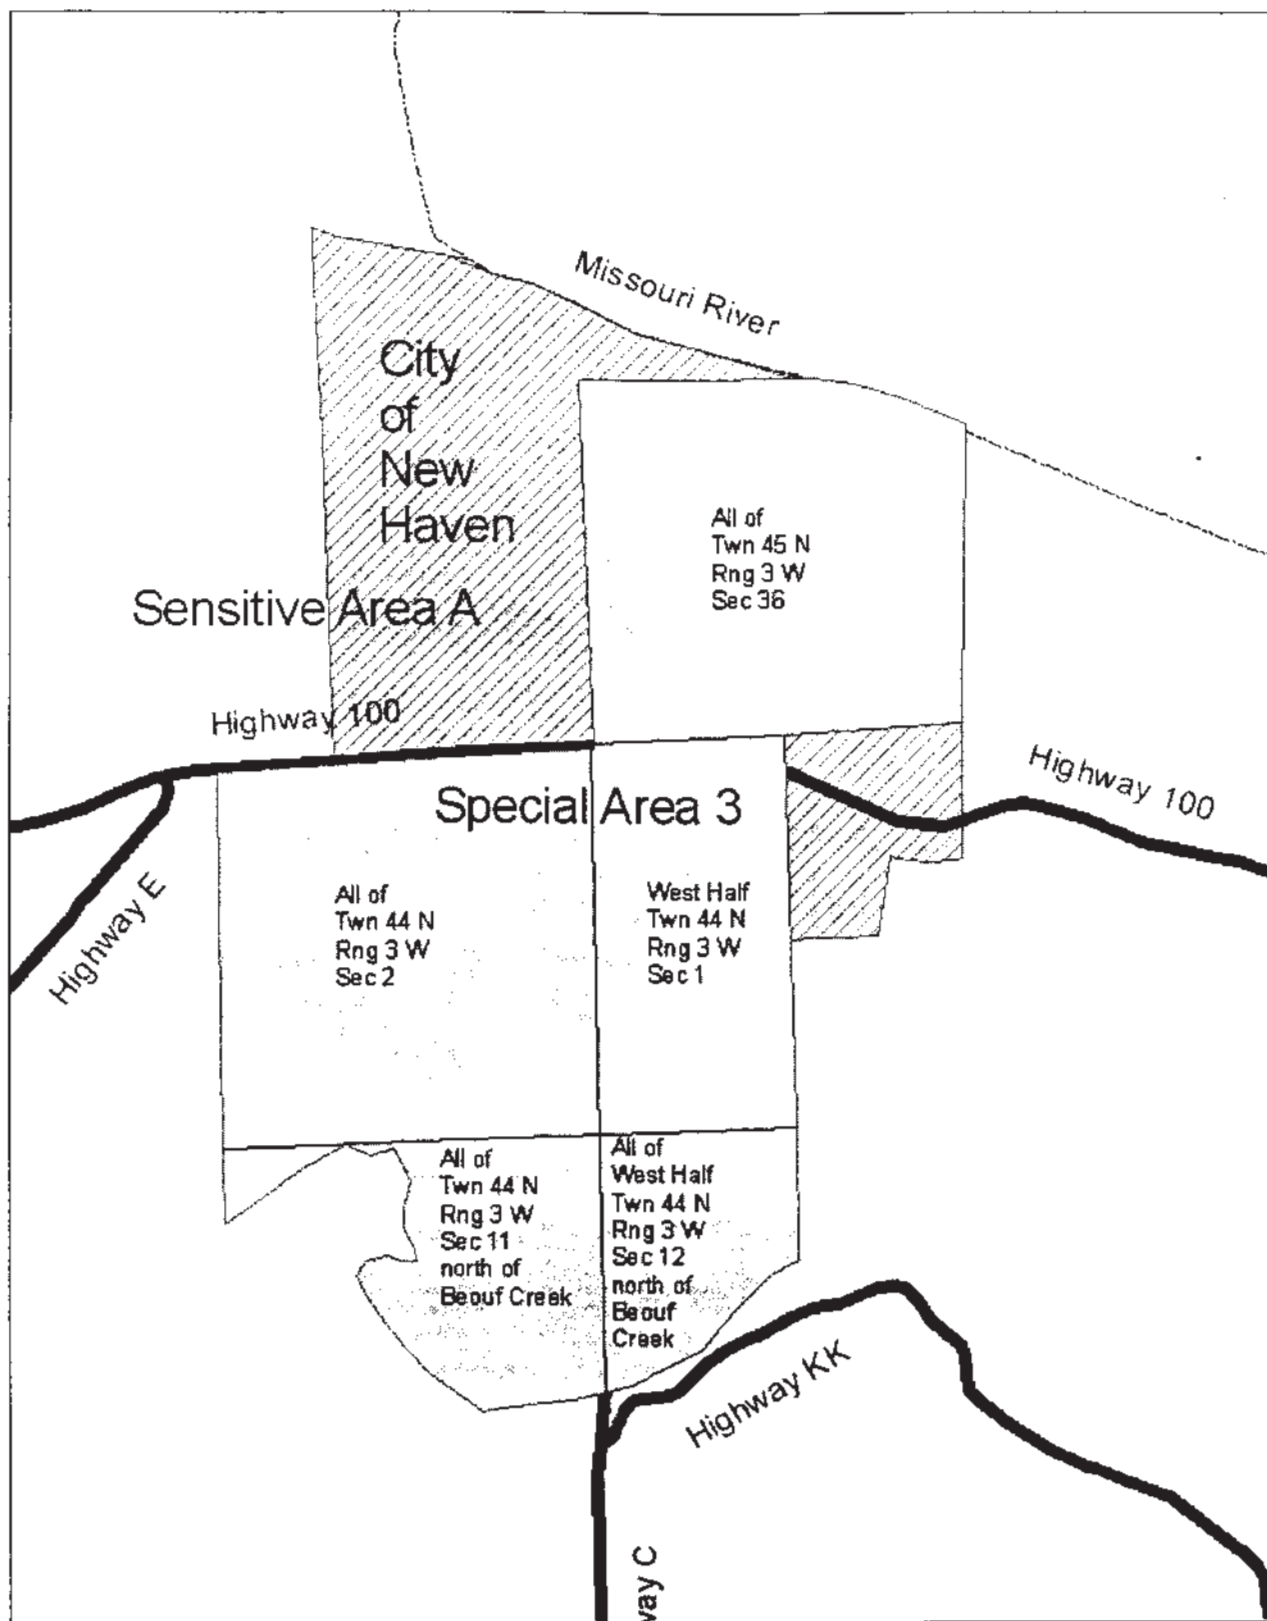 Missouri River
City
of
New
Haven
All of
Twn 45 N
Rng 3 W
Sec 36
Sensitive Area A
Highway 100
Highway 100
Special Area 3
Highway E
All of
Twn 44 N
Rng 3 W
Sec 2
West Half
Twn 44 N
Rng 3 W
Sec 1
All of
Twn 44 N
Rng 3 W
Sec 11
north of
Beouf Creek
All of
West Half
Twn 44 N
Rng 3 W
Sec 12
north of
Beouf
Creek
Highway KK
way C